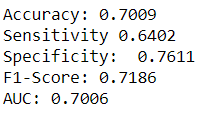 Accuracy: 0.7009
Sensitivity 0.6402
Specificity:  0.7611
F1-Score: 0.7186
AUC: 0.7006